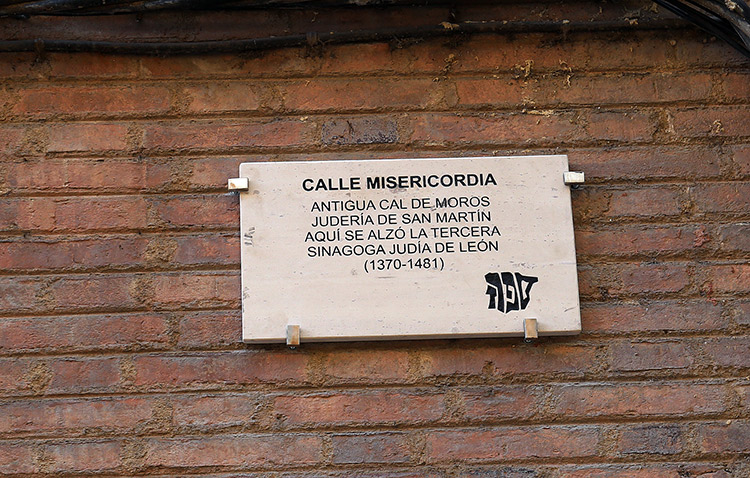 CALLE MISERICORDIA
ANTIGUA CAL DE MOROS
JUDERÍA DE SAN MARTÍN
AQUÍ SE ALZÓ LA TERCERA
SINAGOGA JUDÍA DE LEÓN
(1370-1481)
ספרד